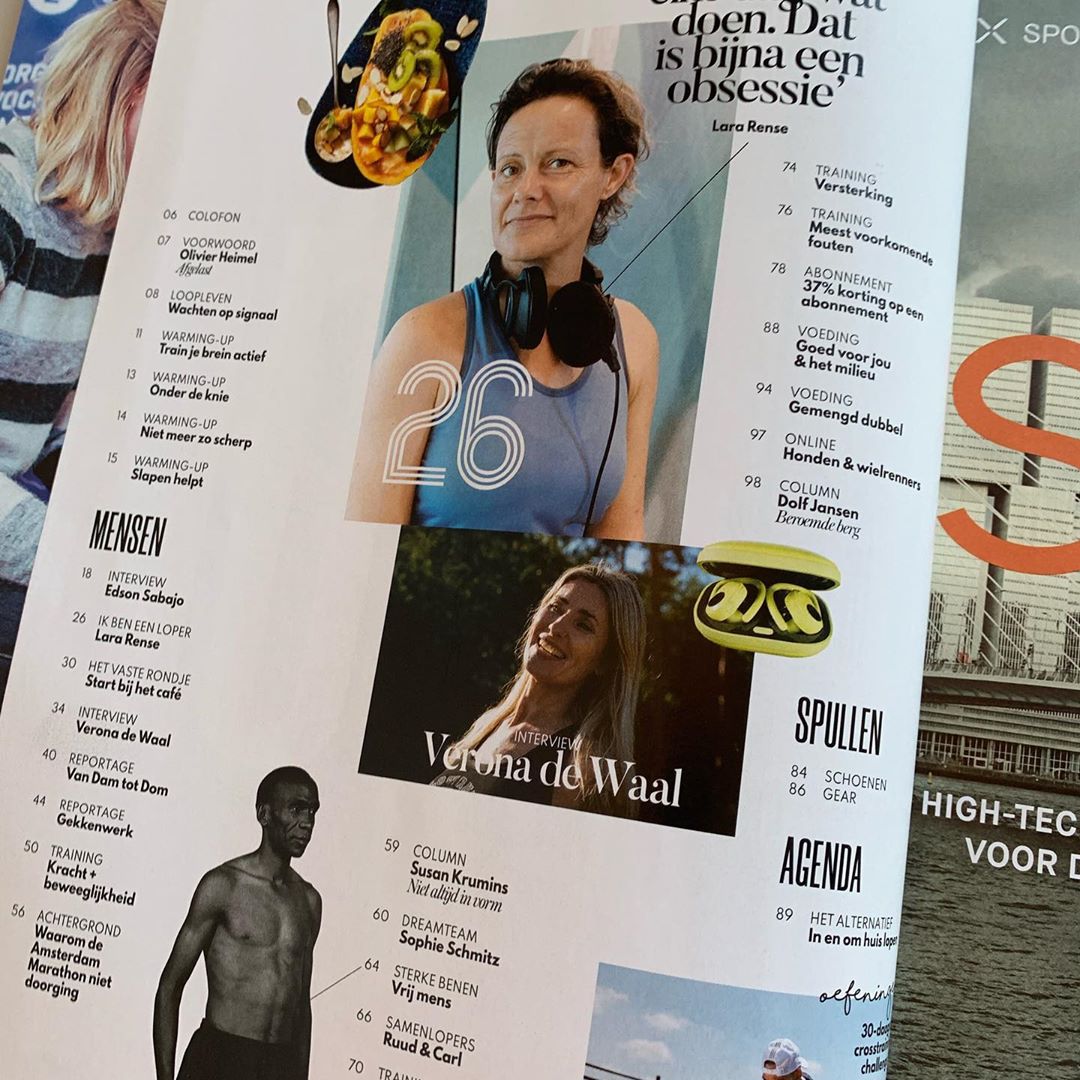 doen. Dat
is bijna een
obsessie’
Lara Rense
06 COLOFON
07 VOORWOORD
Olivier Heimel
Afgelast
08 LOOPLEVEN
Wachten op signaal
11 WARMING-UP
Train je brein actief
13 WARMING-UP
Onder de knie
14 WARMING-UP
Niet meer zo scherp
15 WARMING-UP
Slapen helpt
MENSEN
18 INTERVIEW
Edson Sabajo
26 IK BEN EEN LOPER
Lara Rense
30 HET VASTE RONDJE
Start bij het café
34 INTERVIEW
Verona de Waal
40 REPORTAGE
Van Dam tot Dom
44 REPORTAGE
Gekkenwerk
50 TRAINING
Kracht +
beweeglijkheid
56 ACHTERGROND
Waarom de
Amsterdam
Marathon niet
doorging
26
INTERVIEW
Verona de Waal
59 COLUMN
Susan Krumins
Niet altijd in vorm
60 DREAMTEAM
Sophie Schmitz
64 STERKE BENEN
Vrij mens
66 SAMENLOPERS
Ruud & Carl
70
74 TRAINING
Versterking
76 TRAINING
Meest voorkomende
fouten
78 ABONNEMENT
37% korting op een
abonnement
88 VOEDING
Goed voor jou
& het milieu
94 VOEDING
Gemengd dubbel
97 ONLINE
Honden & wielrenners
98 COLUMN
Dolf Jansen
Beroemde berg
SPULLEN
84 SCHOENEN
86 GEAR
AGENDA
89 HET ALTERNATIEF
In en om huis lopen
30-daagse
X SPO
S
HIGH-TEC
VOOR D